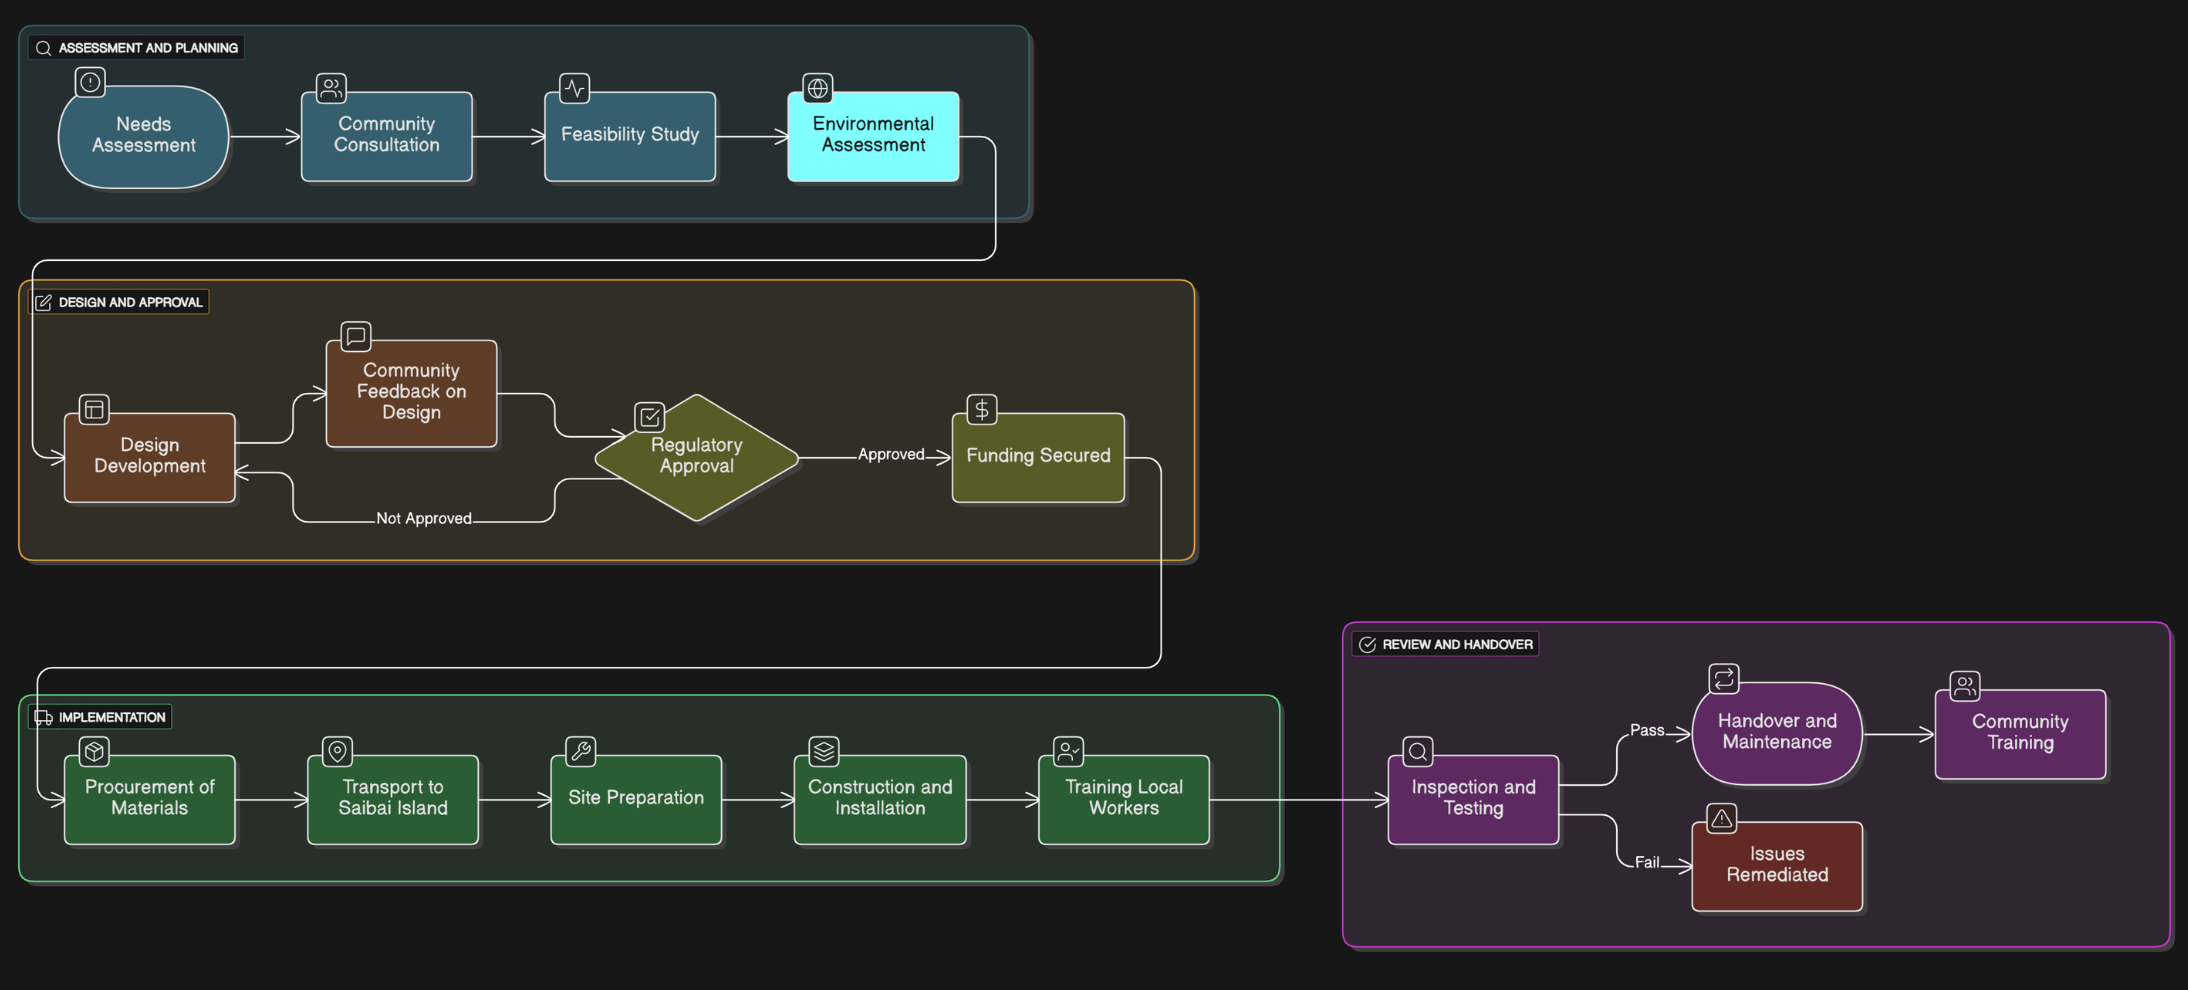 ASSESSMENT AND PLANNING
Needs
Assessment
Community
Consultation
Feasibility Study
Environmental
Assessment
DESIGN AND APPROVAL
Design
Development
Community
Feedback on
Design
Regulatory
Approval
Approved
Not Approved
Funding Secured
IMPLEMENTATION
Procurement of
Materials
Transport to
Saibai Island
Site Preparation
Construction and
Installation
Training Local
Workers
REVIEW AND HANDOVER
Inspection and
Testing
Pass
Handover and
Maintenance
Community
Training
Fail
Issues
Remediated